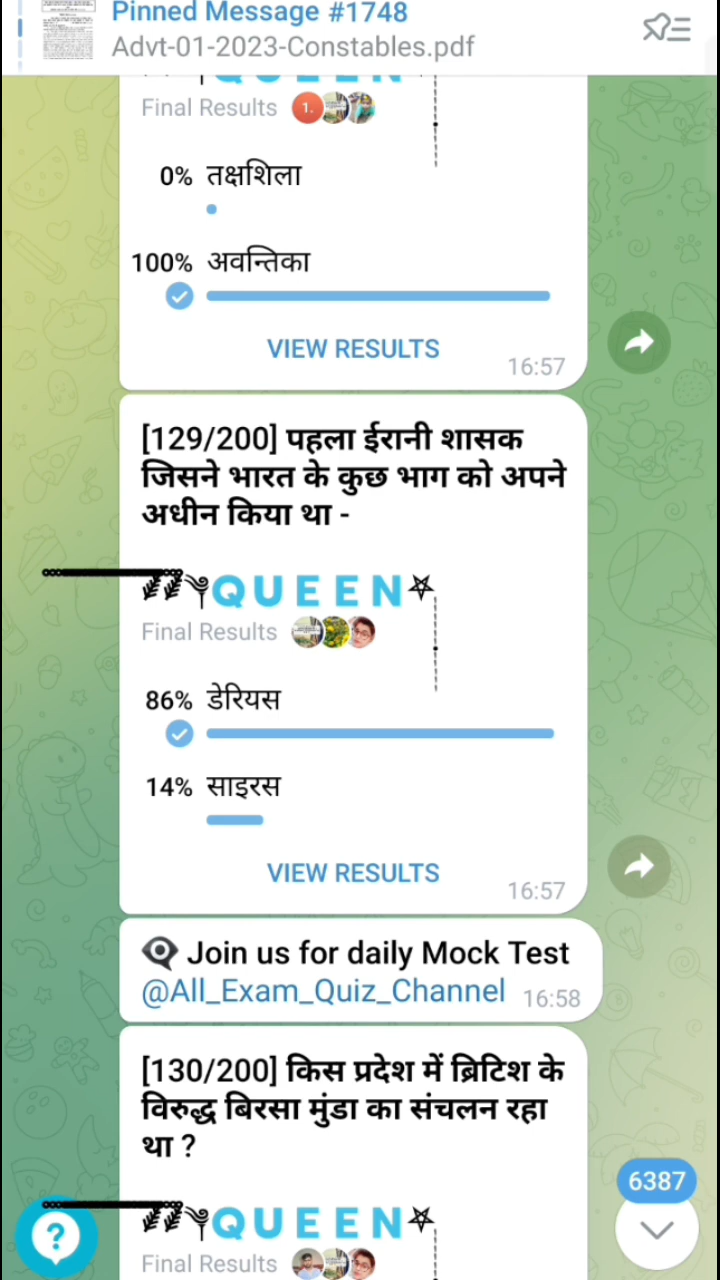 Pinned Message #1748
Advt-01-2023-Constables.pdf
QUEEN
Final Results
1.
0% तक्षशिला
100% अवन्तिका
VIEW RESULTS
16:57
[129/200] पहला ईरानी शासक
जिसने भारत के कुछ भाग को अपने
अधीन किया था -
QUEEN
Final Results
86% डेरियस
14% साइरस
VIEW RESULTS
16:57
Join us for daily Mock Test
@All_Exam_Quiz_Channel 16:58
[130/200] किस प्रदेश में ब्रिटिश के
विरुद्ध बिरसा मुंडा का संचलन रहा
था ?
6387
QUEEN
?
Final Results